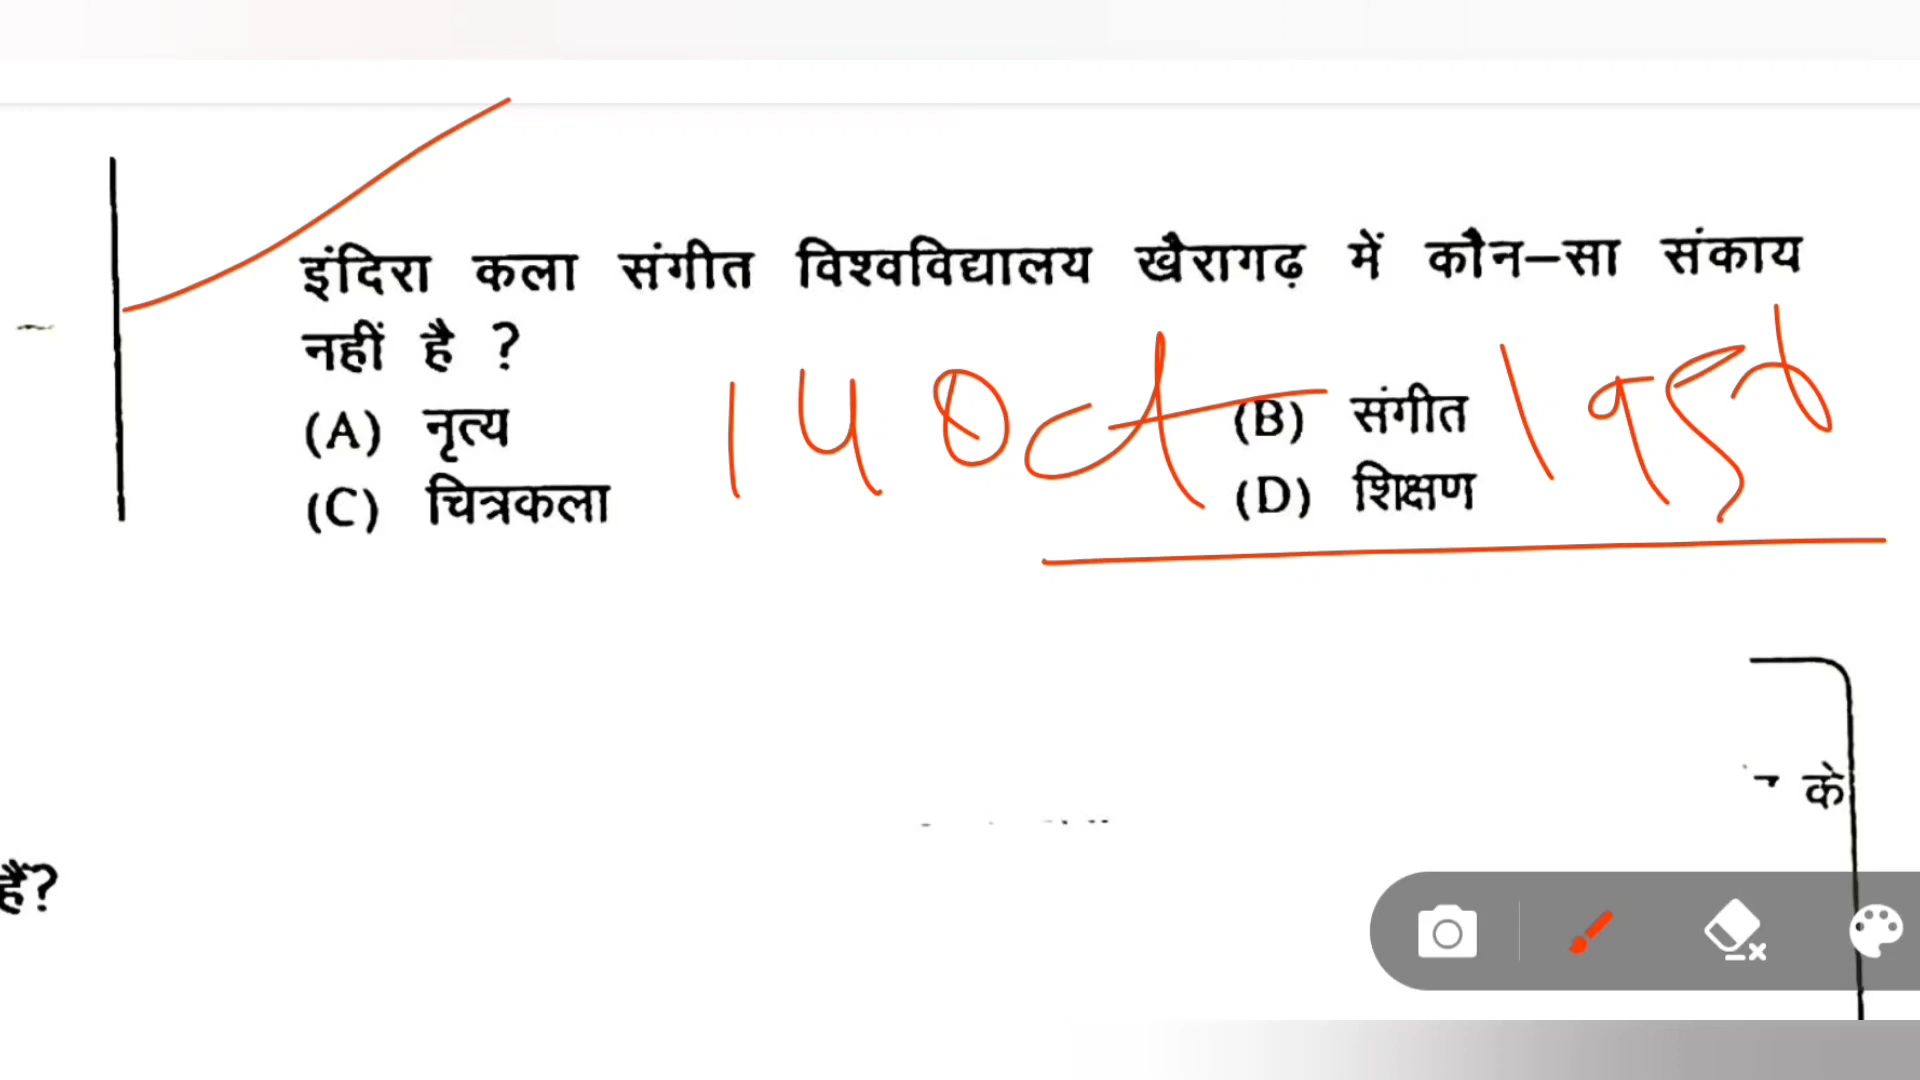 इंदिरा कला संगीत विश्वविद्यालय खैरागढ़ में कौन-सा संकाय
नहीं है ?
(A) नृत्य
(B) संगीत
(C) चित्रकला
(D) शिक्षण
14 Oct 1956
के
हैं?